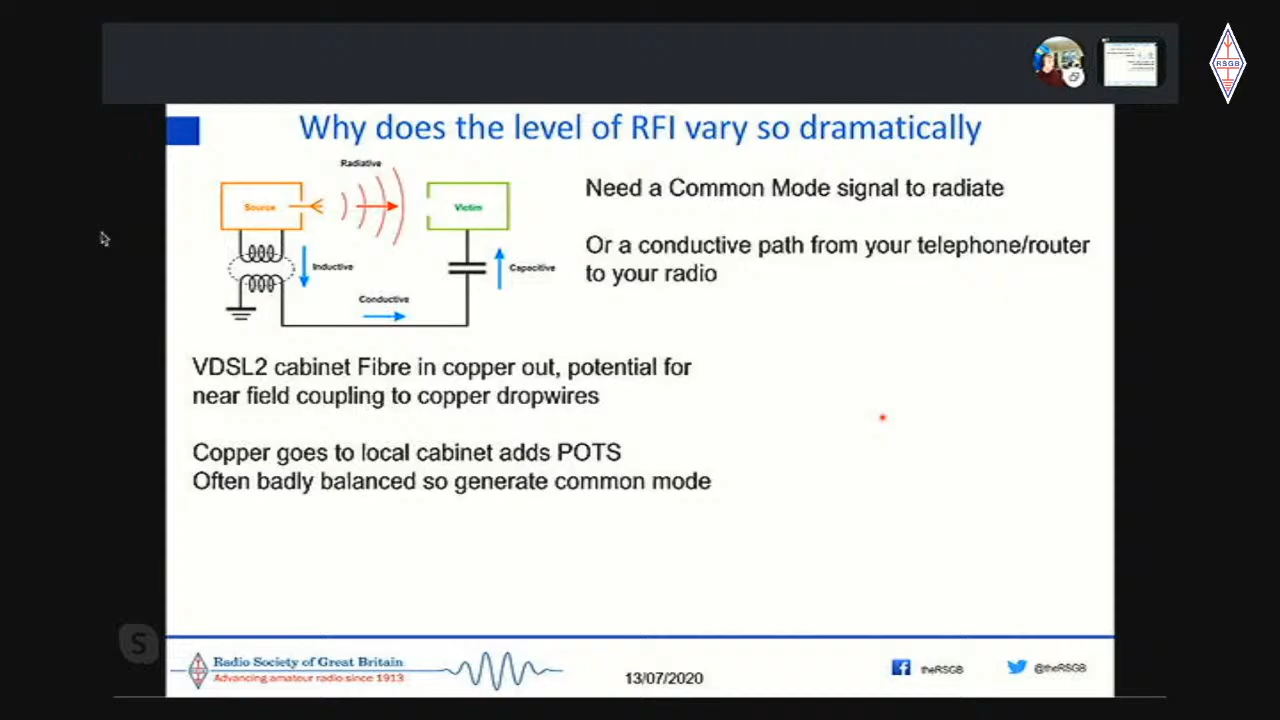 RSGB
Why does the level of RFI vary so dramatically
Radiative
Source
Victim
Inductive
Capacitive
Conductive
Need a Common Mode signal to radiate
Or a conductive path from your telephone/router
to your radio
VDSL2 cabinet Fibre in copper out, potential for
near field coupling to copper dropwires
Copper goes to local cabinet adds POTS
Often badly balanced so generate common mode
S
Radio Society of Great Britain
Advancing amateur radio since 1913
13/07/2020
theRSGB
@theRSGB